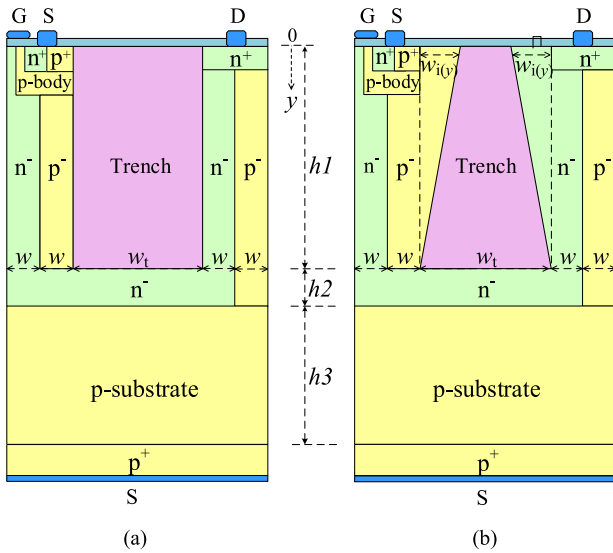 G S D
0
n⁺ p⁺ n⁺
p-body
y
n⁻ p⁻ Trench n⁻ p⁻
h1
w w wₜ w w
n⁻
h2
p-substrate
h3
p⁺
S
(a)
G S D
n⁺ p⁺ wi(y) wi(y) n⁺
p-body
n⁻ p⁻ Trench n⁻ p⁻
w w wₜ w w
n⁻
p-substrate
p⁺
S
(b)